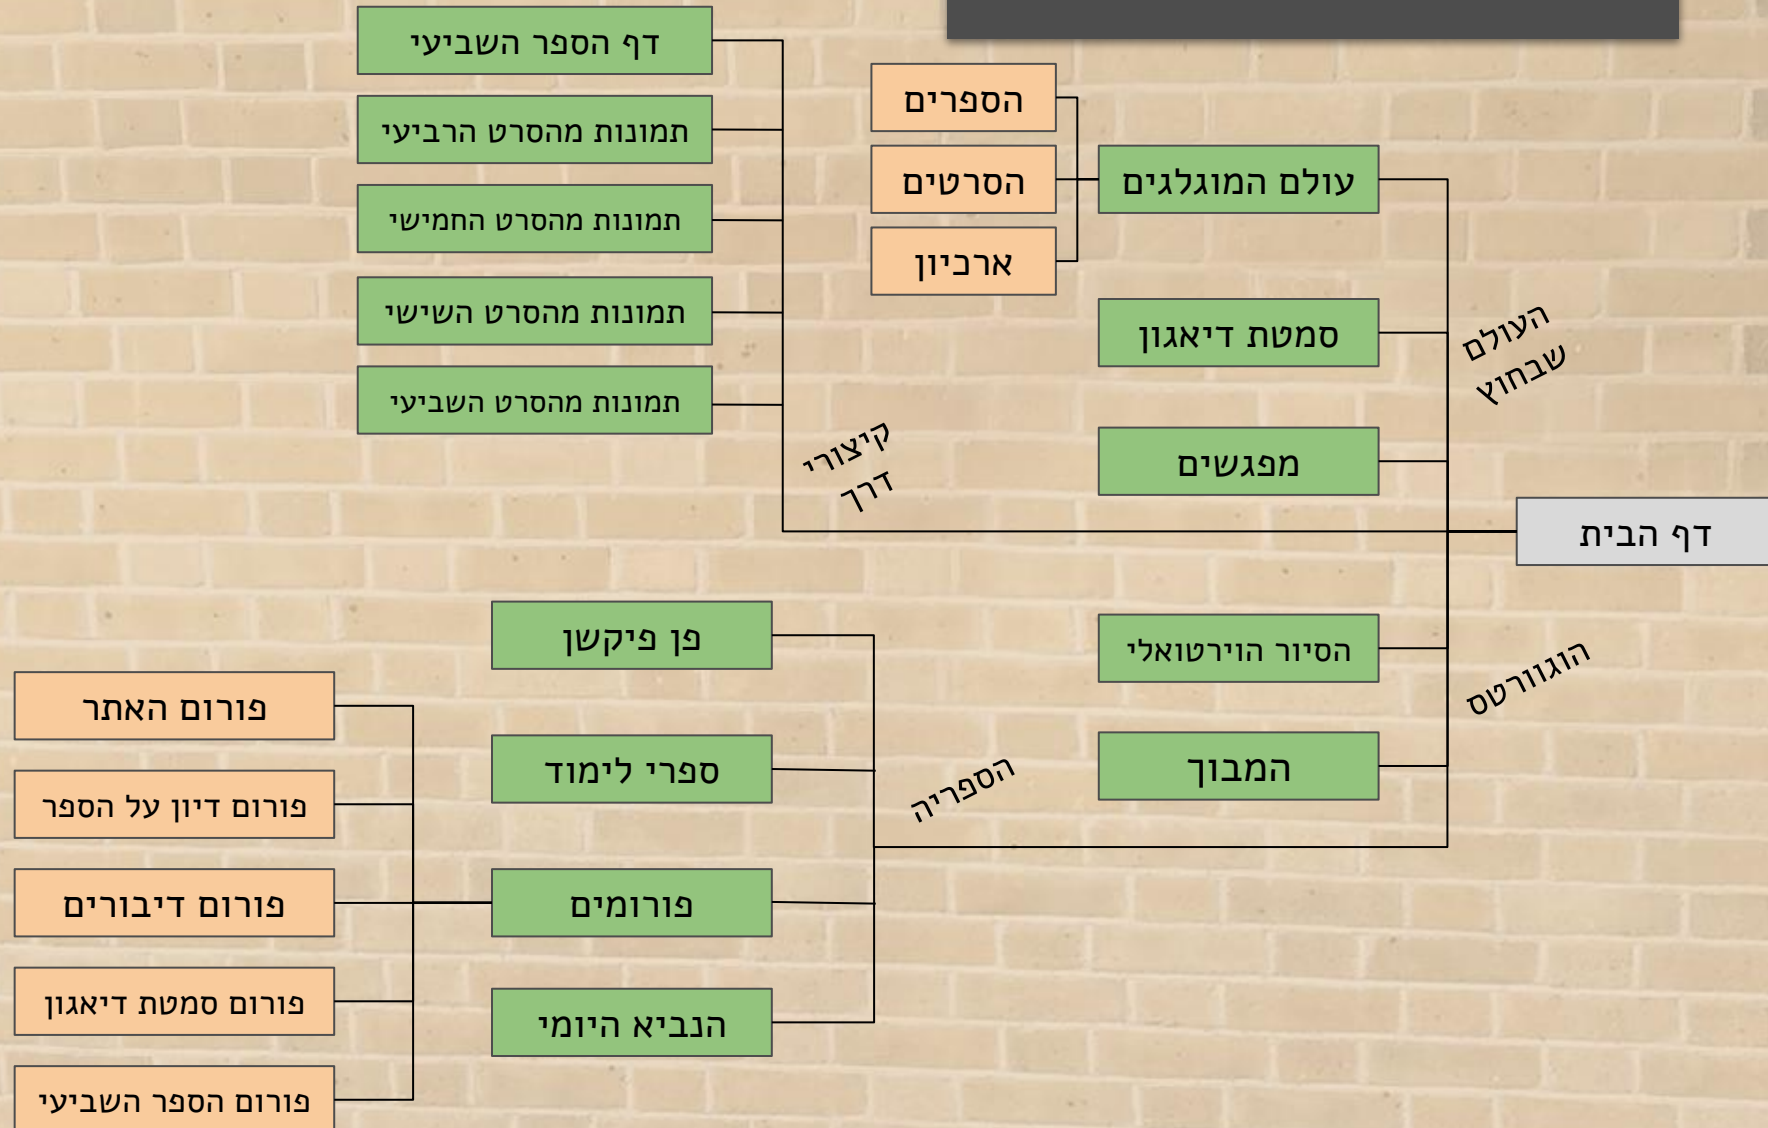 דף הבית
העולם
שבחוץ
עולם המוגלגים
הספרים
הסרטים
ארכיון
סמטת דיאגון
מפגשים
קיצורי
דרך
דף הספר השביעי
תמונות מהסרט הרביעי
תמונות מהסרט החמישי
תמונות מהסרט השישי
תמונות מהסרט השביעי
הוגוורטס
הסיור הוירטואלי
המבוך
הספריה
פן פיקשן
ספרי לימוד
פורומים
הנביא היומי
פורום האתר
פורום דיון על הספר
פורום דיבורים
פורום סמטת דיאגון
פורום הספר השביעי